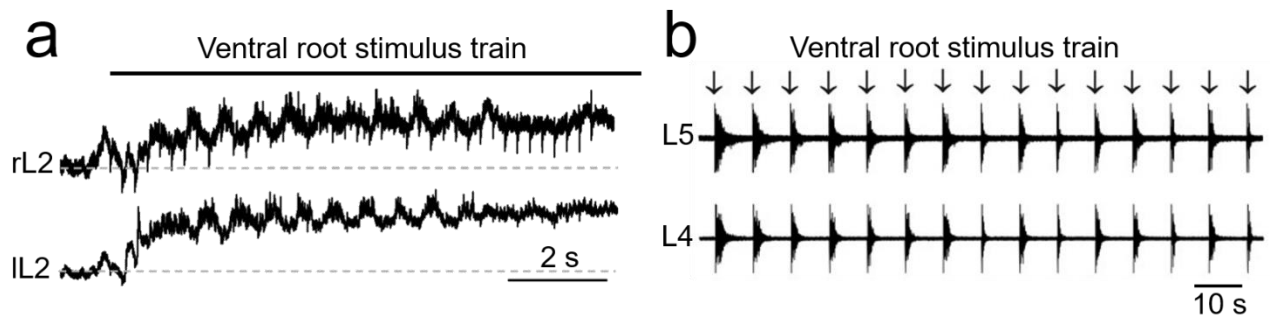 a
Ventral root stimulus train
rL2
lL2
2 s
b
Ventral root stimulus train
L5
L4
10 s